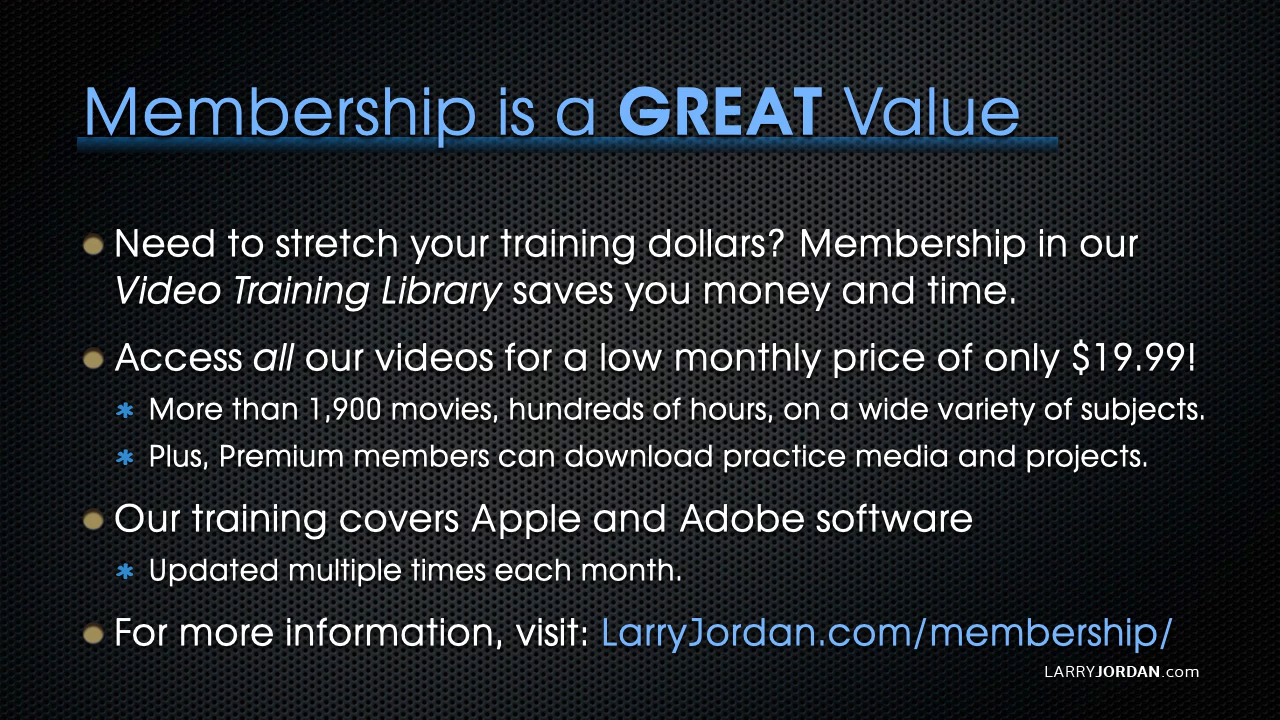 Membership is a GREAT Value
Need to stretch your training dollars? Membership in our
Video Training Library saves you money and time.
Access all our videos for a low monthly price of only $19.99!
More than 1,900 movies, hundreds of hours, on a wide variety of subjects.
Plus, Premium members can download practice media and projects.
Our training covers Apple and Adobe software
Updated multiple times each month.
For more information, visit: LarryJordan.com/membership/
LARRYJORDAN.com